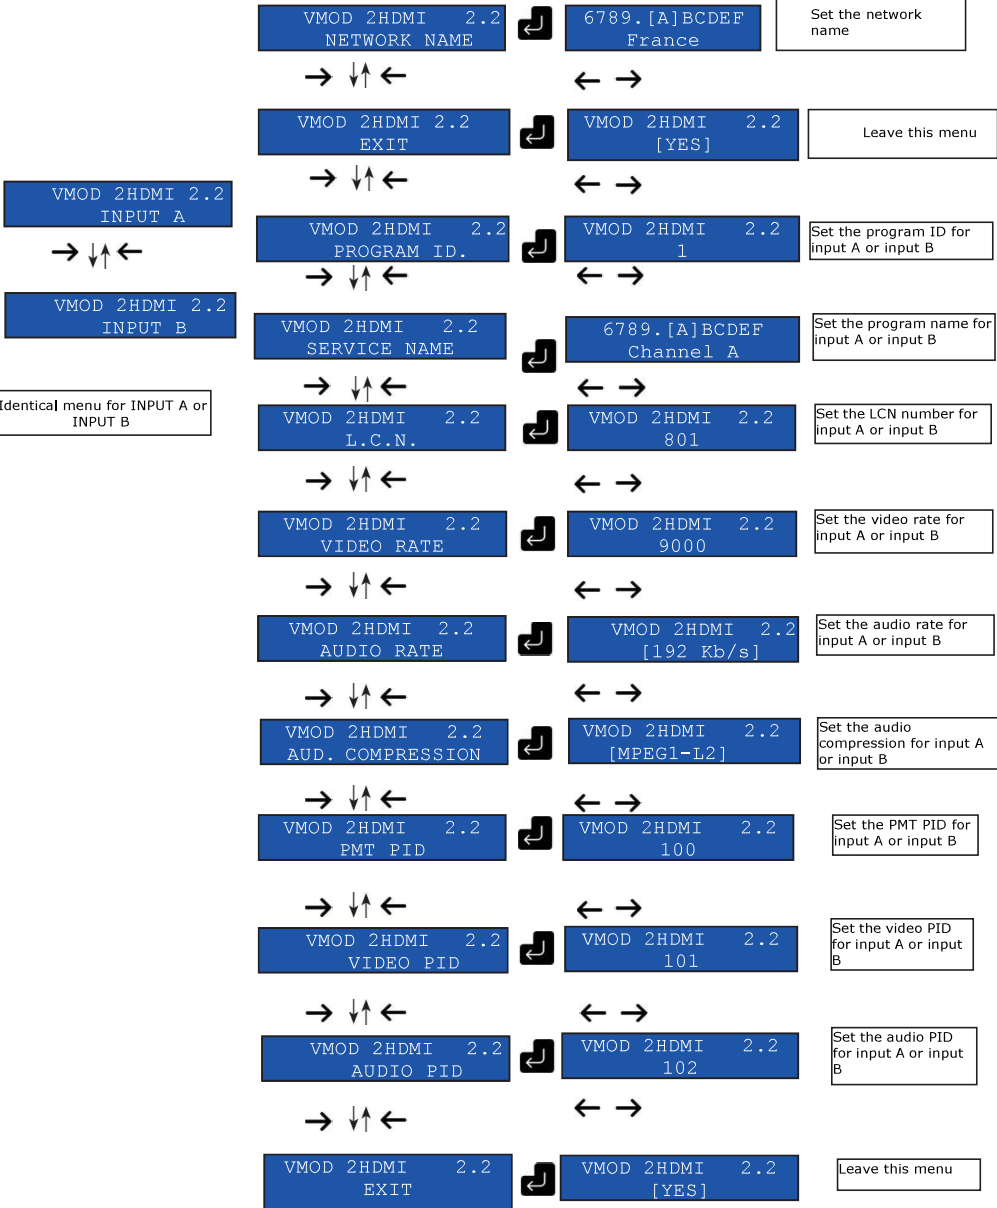 VMOD 2HDMI 2.2
NETWORK NAME
6789.[A]BCDEF
France
Set the network
name
VMOD 2HDMI 2.2
EXIT
VMOD 2HDMI 2.2
[YES]
Leave this menu
VMOD 2HDMI 2.2
INPUT A
VMOD 2HDMI 2.2
INPUT B
Identical menu for INPUT A or
INPUT B
VMOD 2HDMI 2.2
PROGRAM ID.
VMOD 2HDMI 2.2
1
Set the program ID for
input A or input B
VMOD 2HDMI 2.2
SERVICE NAME
6789.[A]BCDEF
Channel A
Set the program name for
input A or input B
VMOD 2HDMI 2.2
L.C.N.
VMOD 2HDMI 2.2
801
Set the LCN number for
input A or input B
VMOD 2HDMI 2.2
VIDEO RATE
VMOD 2HDMI 2.2
9000
Set the video rate for
input A or input B
VMOD 2HDMI 2.2
AUDIO RATE
VMOD 2HDMI 2.2
[192 Kb/s]
Set the audio rate for
input A or input B
VMOD 2HDMI 2.2
AUD. COMPRESSION
VMOD 2HDMI 2.2
[MPEG1-L2]
Set the audio
compression for input A
or input B
VMOD 2HDMI 2.2
PMT PID
VMOD 2HDMI 2.2
100
Set the PMT PID for
input A or input B
VMOD 2HDMI 2.2
VIDEO PID
VMOD 2HDMI 2.2
101
Set the video PID
for input A or input
B
VMOD 2HDMI 2.2
AUDIO PID
VMOD 2HDMI 2.2
102
Set the audio PID
for input A or input
B
VMOD 2HDMI 2.2
EXIT
VMOD 2HDMI 2.2
[YES]
Leave this menu